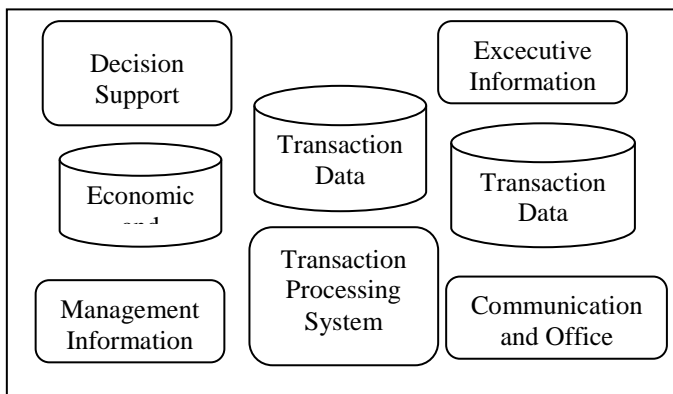 Decision
Support
Excecutive
Information
Transaction
Data
Transaction
Data
Economic
Transaction
Processing
System
Management
Information
Communication
and Office